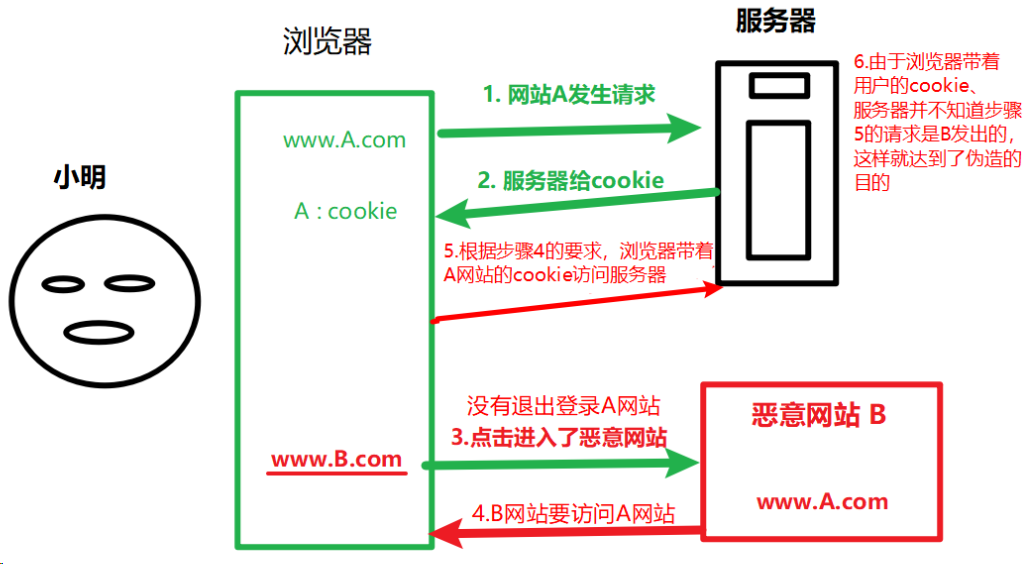 服务器
浏览器
6.由于浏览器带着
用户的cookie、
服务器并不知道步骤
5的请求是B发出的，
这样就达到了伪造的
目的
1. 网站A发生请求
www.A.com
小明
2. 服务器给cookie
A : cookie
5.根据步骤4的要求，浏览器带着
A网站的cookie访问服务器
没有退出登录A网站
3.点击进入了恶意网站
恶意网站 B
www.B.com
www.A.com
4.B网站要访问A网站